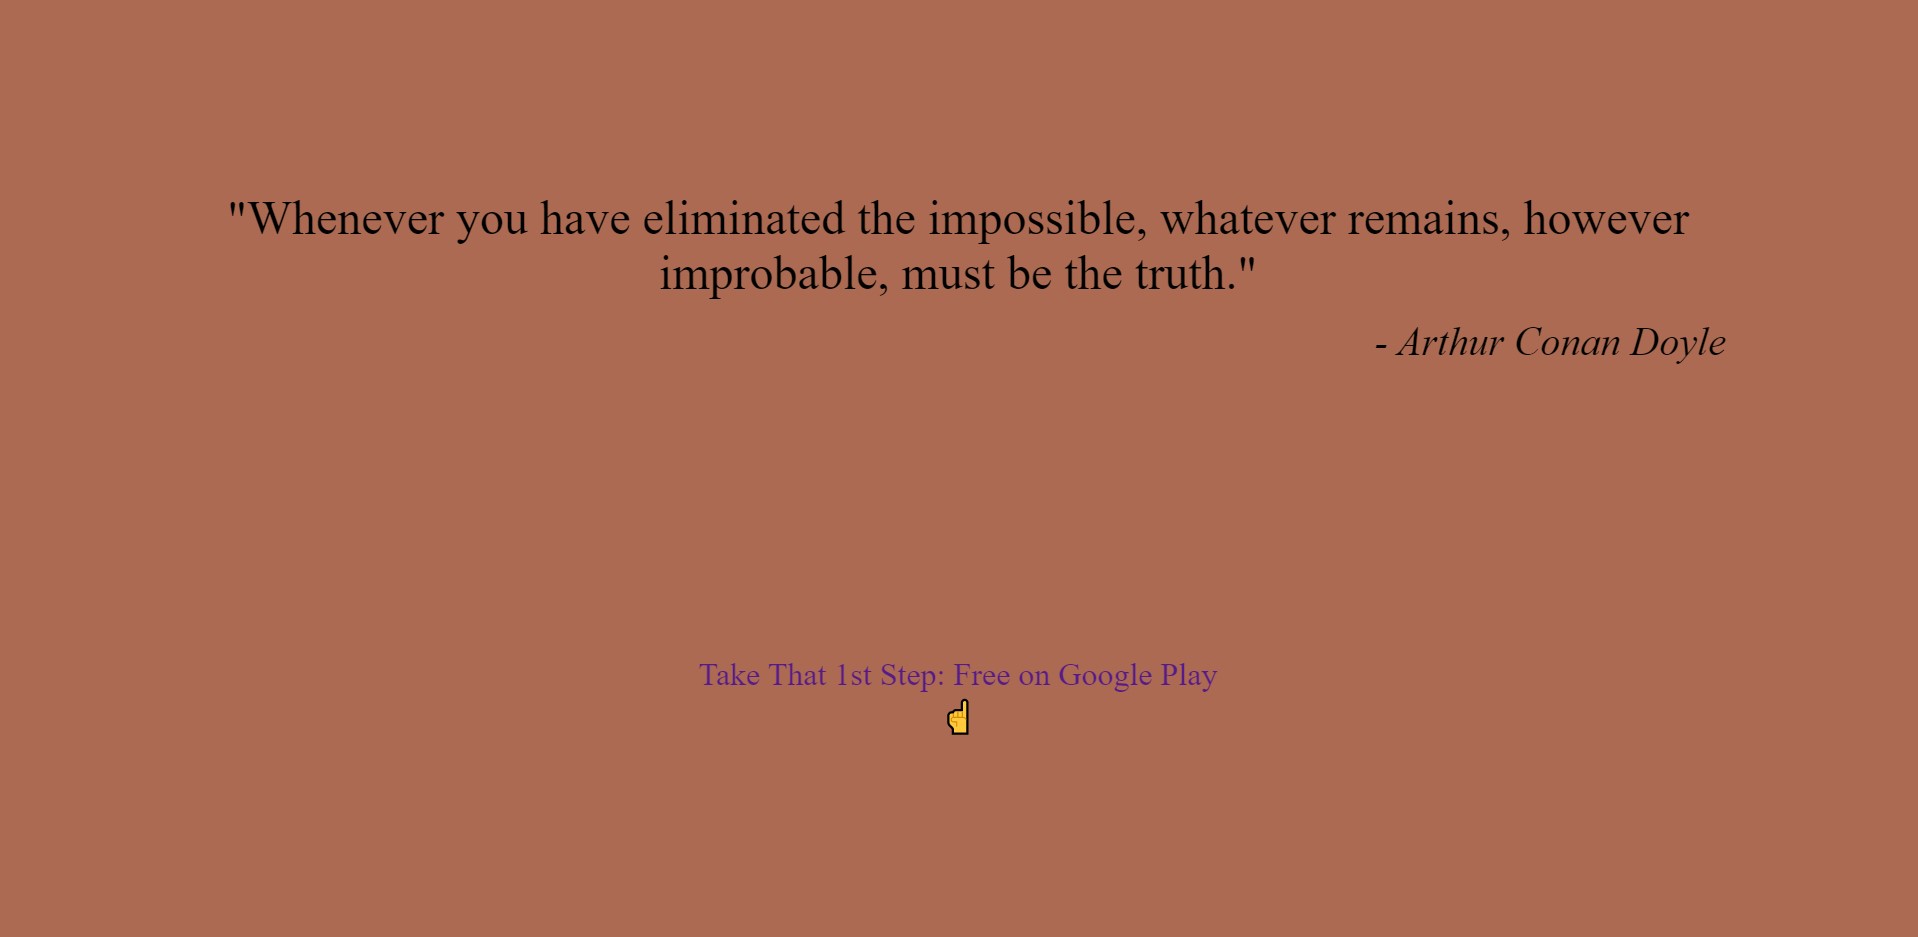 "Whenever you have eliminated the impossible, whatever remains, however
improbable, must be the truth."
- Arthur Conan Doyle
Take That 1st Step: Free on Google Play
☝